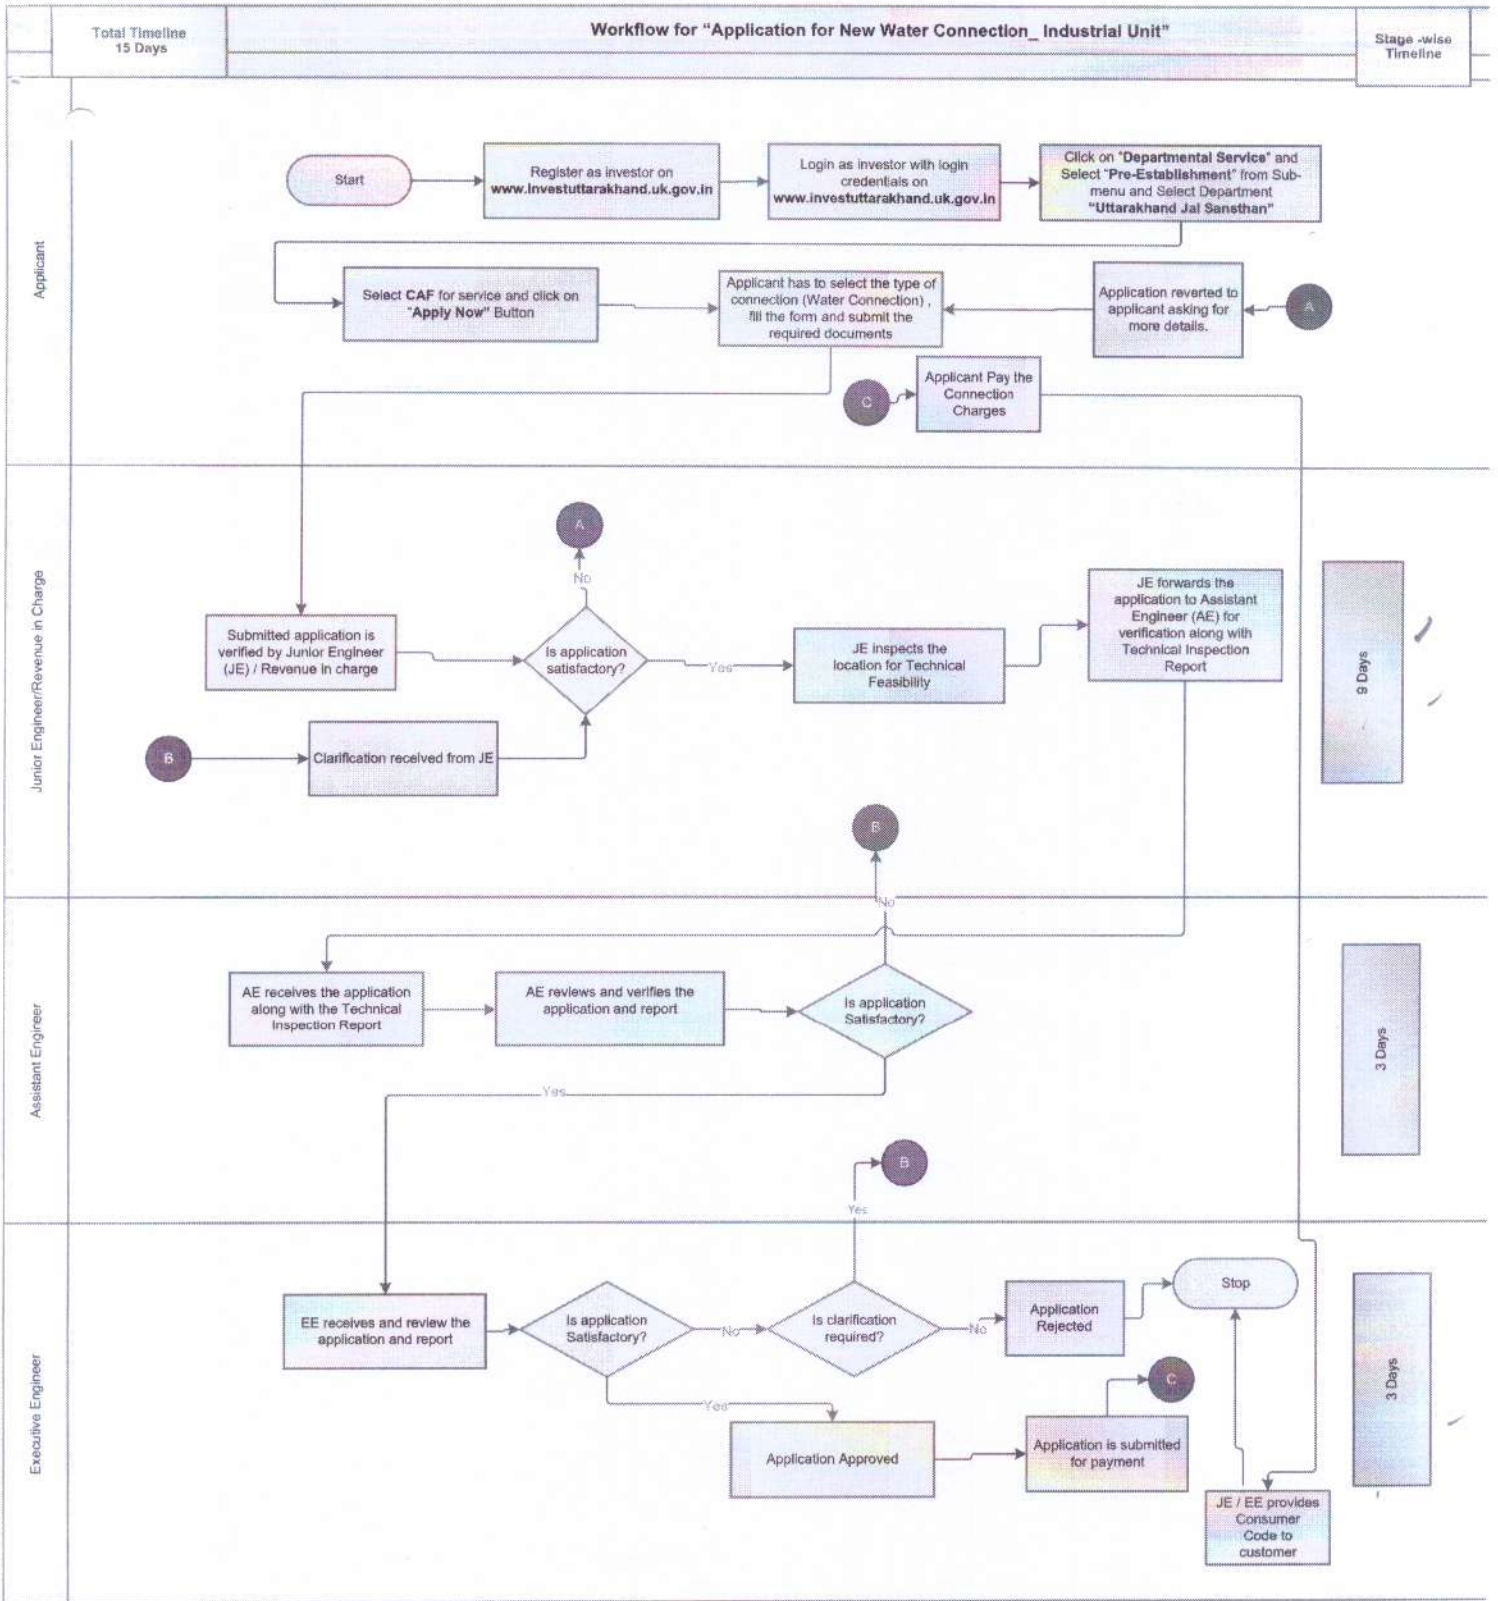 Total Timeline
15 Days
Workflow for “Application for New Water Connection_ Industrial Unit”
Stage -wise
Timeline
Applicant
Start
Register as investor on
www.investuttarakhand.uk.gov.in
Login as investor with login
credentials on
www.investuttarakhand.uk.gov.in
Click on "Departmental Service" and
Select "Pre-Establishment" from Sub-
menu and Select Department
"Uttarakhand Jal Sansthan"
Select CAF for service and click on
"Apply Now" Button
Applicant has to select the type of
connection (Water Connection) ,
fill the form and submit the
required documents
Application reverted to
applicant asking for
more details.
A
C
Applicant Pay the
Connection
Charges
Junior Engineer/Revenue in Charge
A
No
Submitted application is
verified by Junior Engineer
(JE) / Revenue in charge
Is application
satisfactory?
Yes
JE inspects the
location for Technical
Feasibility
JE forwards the
application to Assistant
Engineer (AE) for
verification along with
Technical Inspection
Report
9 Days
B
Clarification received from JE
B
No
Assistant Engineer
AE receives the application
along with the Technical
Inspection Report
AE reviews and verifies the
application and report
Is application
Satisfactory?
3 Days
Yes
B
Yes
Executive Engineer
EE receives and review the
application and report
Is application
Satisfactory?
No
Is clarification
required?
No
Application
Rejected
Stop
3 Days
Yes
Application Approved
Application is submitted
for payment
C
JE / EE provides
Consumer
Code to
customer